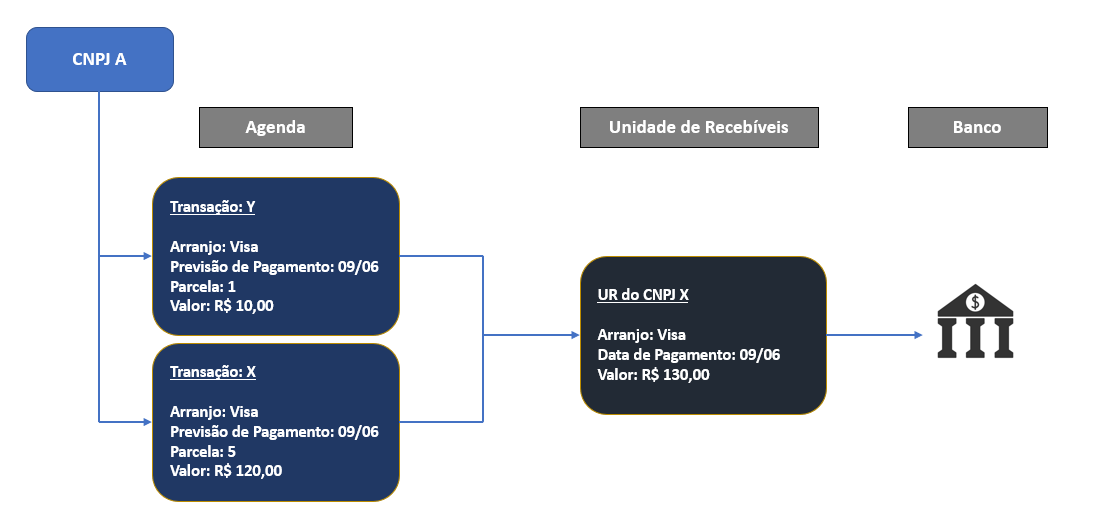 CNPJ A
Agenda
Unidade de Recebíveis
Banco
Transação: Y
Arranjo: Visa
Previsão de Pagamento: 09/06
Parcela: 1
Valor: R$ 10,00
Transação: X
Arranjo: Visa
Previsão de Pagamento: 09/06
Parcela: 5
Valor: R$ 120,00
UR do CNPJ X
Arranjo: Visa
Data de Pagamento: 09/06
Valor: R$ 130,00
$